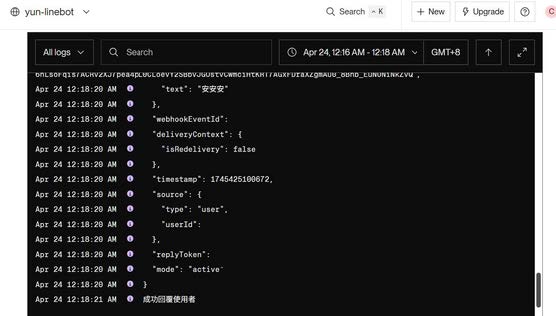 yun-linebot
Search ^ K
+ New
Upgrade
C
All logs
Search
Apr 24, 12:16 AM - 12:18 AM
GMT+8
Apr 24 12:18:20 AM "text": "安安安"
Apr 24 12:18:20 AM },
Apr 24 12:18:20 AM "webhookEventId":
Apr 24 12:18:20 AM "deliveryContext": {
Apr 24 12:18:20 AM "isRedelivery": false
Apr 24 12:18:20 AM },
Apr 24 12:18:20 AM "timestamp": 1745425100672,
Apr 24 12:18:20 AM "source": {
Apr 24 12:18:20 AM "type": "user",
Apr 24 12:18:20 AM "userId":
Apr 24 12:18:20 AM },
Apr 24 12:18:20 AM "replyToken":
Apr 24 12:18:20 AM "mode": "active"
Apr 24 12:18:20 AM }
Apr 24 12:18:21 AM 成功回覆使用者